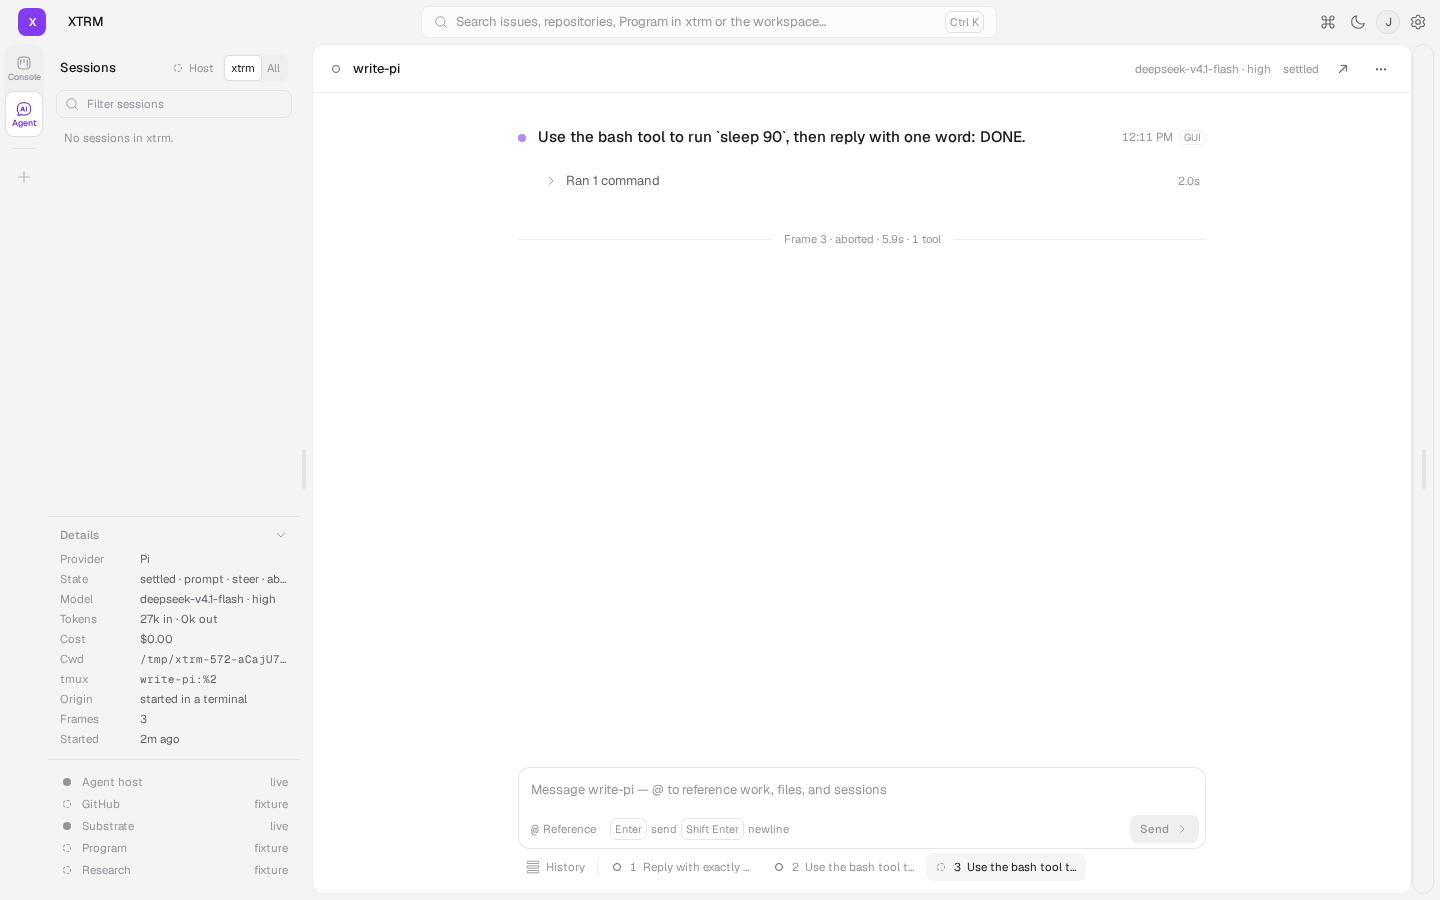 X XTRM
Search issues, repositories, Program in xtrm or the workspace... Ctrl K
J
Console
Agent
AI
Sessions Host xtrm All
Filter sessions
No sessions in xtrm.
write-pi deepseek-v4.1-flash · high settled
Use the bash tool to run `sleep 90`, then reply with one word: DONE. 12:11 PM GUI
Ran 1 command 2.0s
Frame 3 · aborted · 5.9s · 1 tool
Details
Provider Pi
State settled · prompt · steer · ab...
Model deepseek-v4.1-flash · high
Tokens 27k in · 0k out
Cost $0.00
Cwd /tmp/xtrm-572-aCajU7...
tmux write-pi:%2
Origin started in a terminal
Frames 3
Started 2m ago
Agent host live
GitHub fixture
Substrate live
Program fixture
Research fixture
Message write-pi — @ to reference work, files, and sessions
@ Reference Enter send Shift Enter newline Send
History 1 Reply with exactly ... 2 Use the bash tool t... 3 Use the bash tool t...